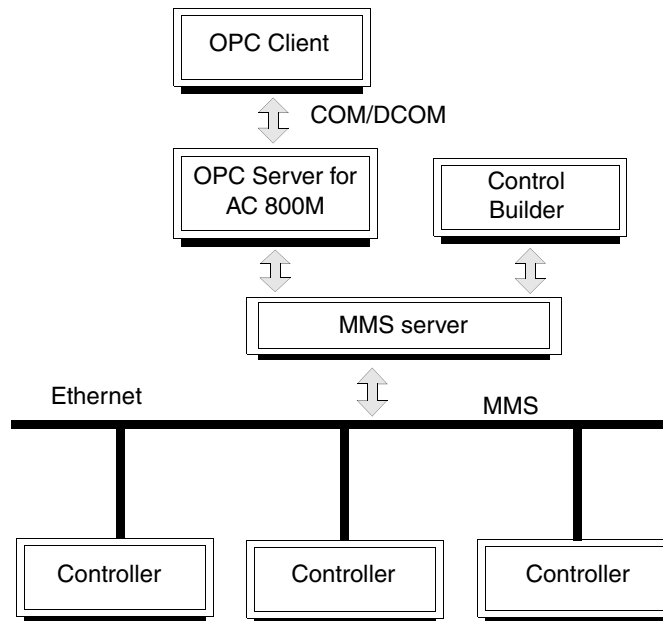 OPC Client
COM/DCOM
OPC Server for
AC 800M
Control
Builder
MMS server
Ethernet
MMS
Controller
Controller
Controller